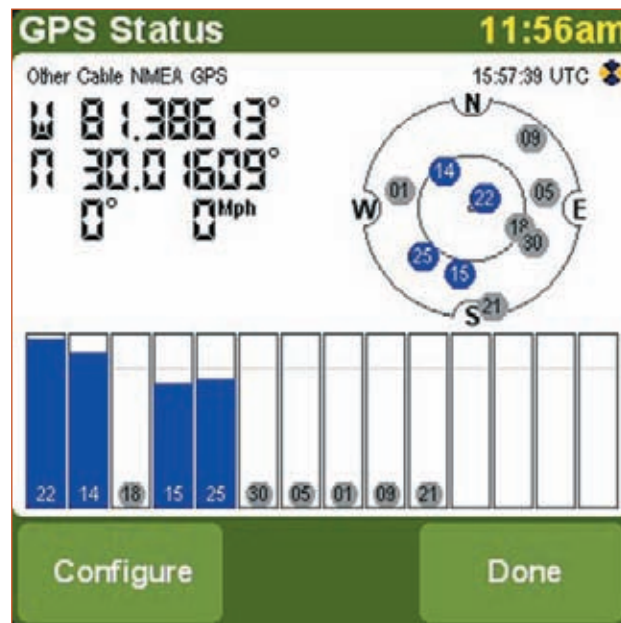 GPS Status 11:56am
Other Cable NMEA GPS 15:57:39 UTC
W 81.38613°
N 30.01609°
0° 0 Mph
N
09
14
01 22 05
W E
18
30
25
15
21
S
22 14 18 15 25 30 05 01 09 21
Configure Done